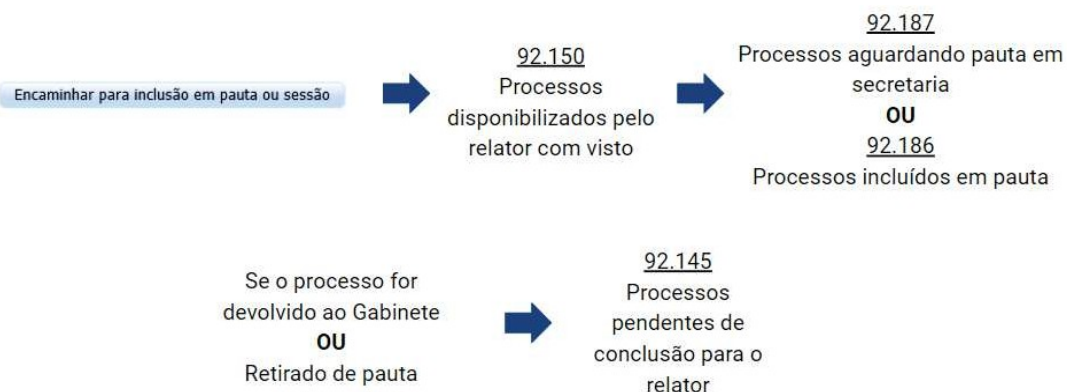 Encaminhar para inclusão em pauta ou sessão
92.150
Processos
disponibilizados pelo
relator com visto
92.187
Processos aguardando pauta em
secretaria
OU
92.186
Processos incluídos em pauta
Se o processo for
devolvido ao Gabinete
OU
Retirado de pauta
92.145
Processos
pendentes de
conclusão para o
relator